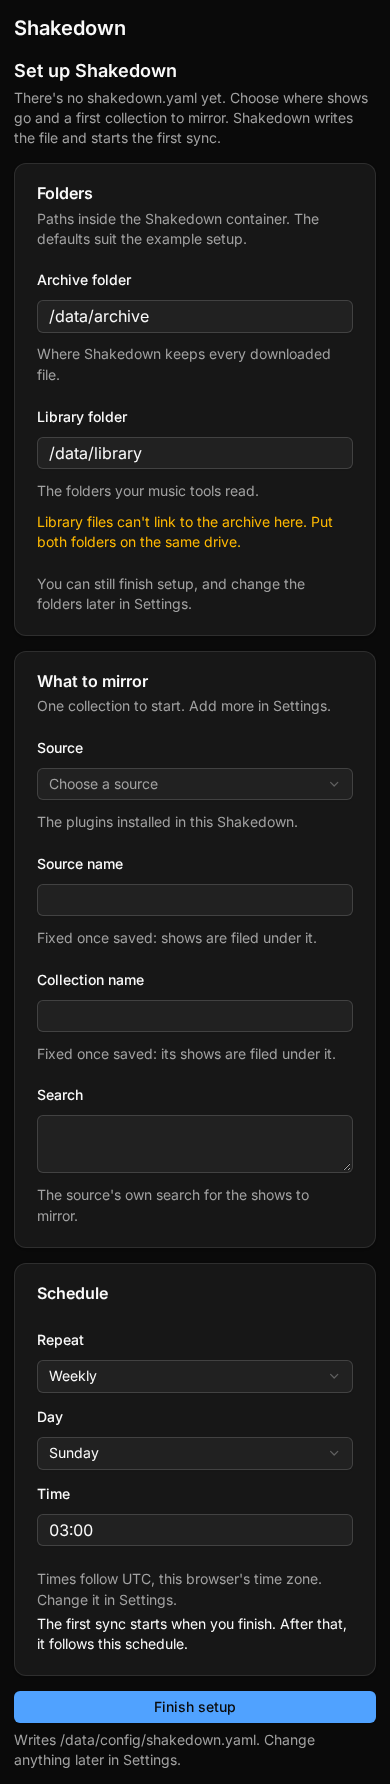 Shakedown
Set up Shakedown
There's no shakedown.yaml yet. Choose where shows
go and a first collection to mirror. Shakedown writes
the file and starts the first sync.
Folders
Paths inside the Shakedown container. The
defaults suit the example setup.
Archive folder
/data/archive
Where Shakedown keeps every downloaded
file.
Library folder
/data/library
The folders your music tools read.
Library files can't link to the archive here. Put
both folders on the same drive.
You can still finish setup, and change the
folders later in Settings.
What to mirror
One collection to start. Add more in Settings.
Source
Choose a source
The plugins installed in this Shakedown.
Source name
Fixed once saved: shows are filed under it.
Collection name
Fixed once saved: its shows are filed under it.
Search
The source's own search for the shows to
mirror.
Schedule
Repeat
Weekly
Day
Sunday
Time
03:00
Times follow UTC, this browser's time zone.
Change it in Settings.
The first sync starts when you finish. After that,
it follows this schedule.
Finish setup
Writes /data/config/shakedown.yaml. Change
anything later in Settings.